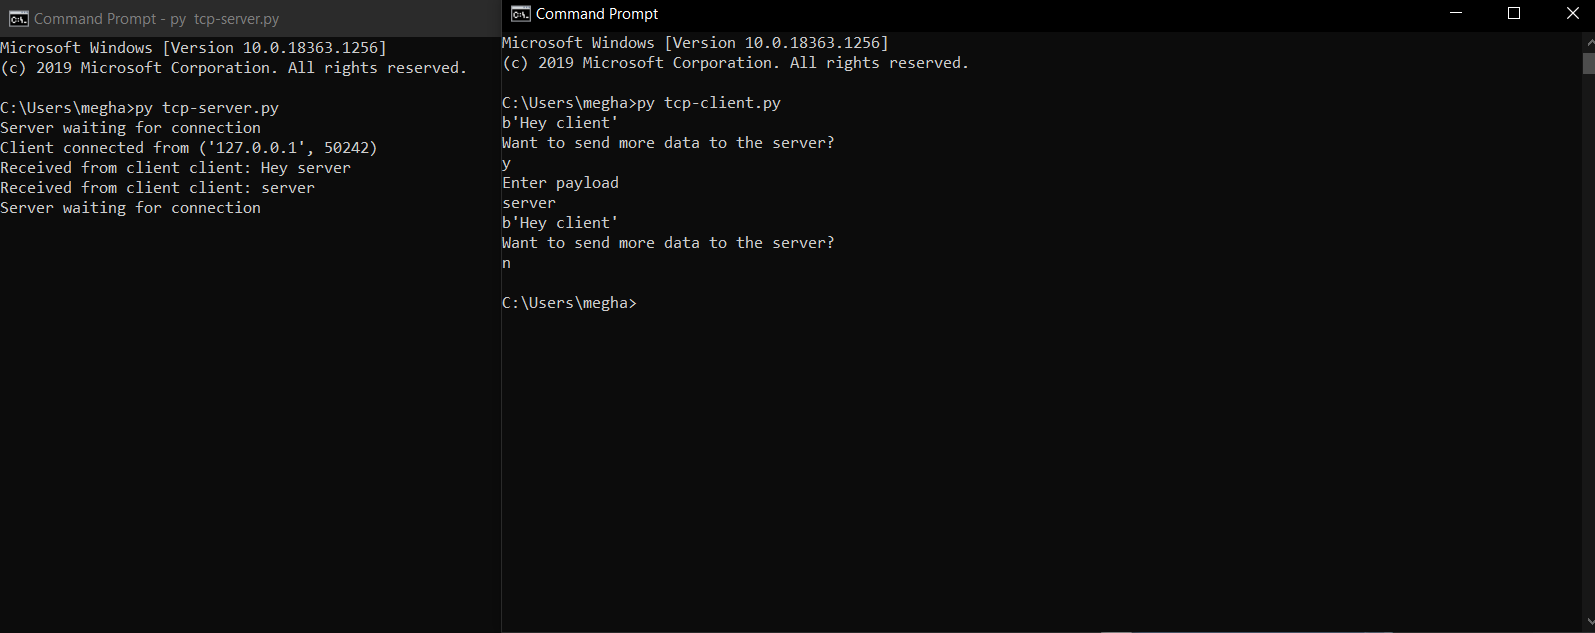 Command Prompt - py  tcp-server.py
Microsoft Windows [Version 10.0.18363.1256]
(c) 2019 Microsoft Corporation. All rights reserved.
C:\Users\megha>py tcp-server.py
Server waiting for connection
Client connected from ('127.0.0.1', 50242)
Received from client client: Hey server
Received from client client: server
Server waiting for connection
Command Prompt
Microsoft Windows [Version 10.0.18363.1256]
(c) 2019 Microsoft Corporation. All rights reserved.
C:\Users\megha>py tcp-client.py
b'Hey client'
Want to send more data to the server?
y
Enter payload
server
b'Hey client'
Want to send more data to the server?
n
C:\Users\megha>